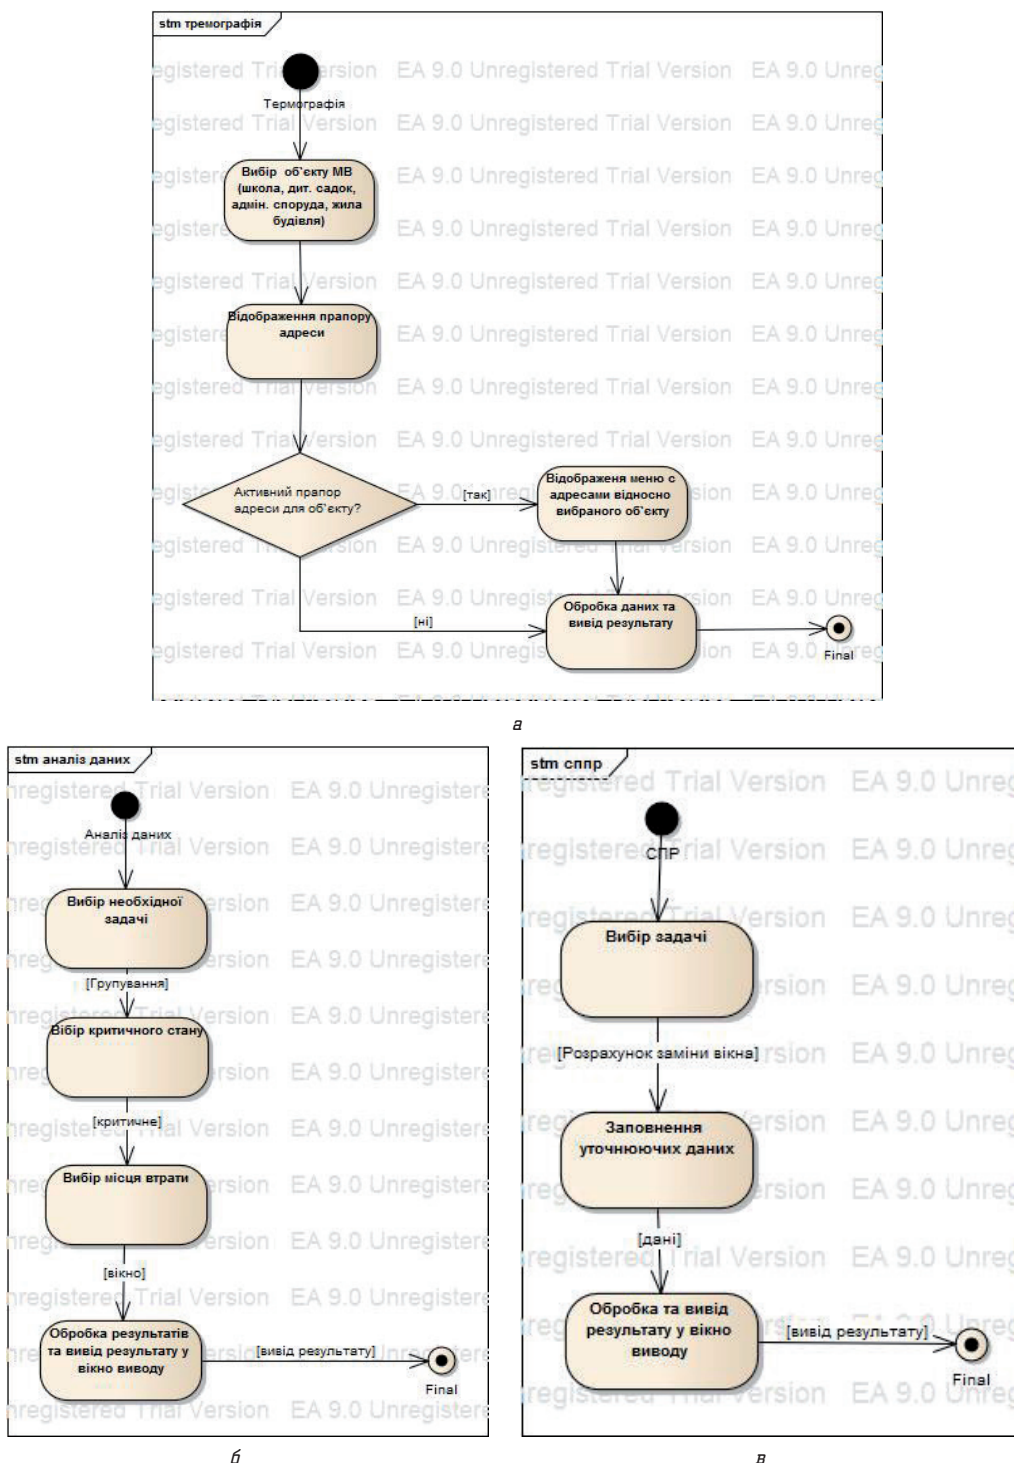 stm тремографія
Термографія
Вибір об'єкту МВ
(школа, дит. садок,
адмін. споруда, жила
будівля)
Відображення прапору
адреси
Активний прапор
адреси для об'єкту?
[так]
Відображеня меню с
адресами відносно
вибраного об'єкту
[ні]
Обробка даних та
вивід результату
Final
а
stm аналіз даних
Аналіз даних
Вибір необхідної
задачі
[Групування]
Вібір критичного стану
[критичне]
Вибір місця втрати
[вікно]
Обробка результатів
та вивід результату у
вікно виводу
[вивід результату]
Final
б
stm сппр
СПР
Вибір задачі
[Розрахунок заміни вікна]
Заповнення
уточнюючих даних
[дані]
Обробка та вивід
результату у вікно
виводу
[вивід результату]
Final
в
EA 9.0 Unregistered Trial Version